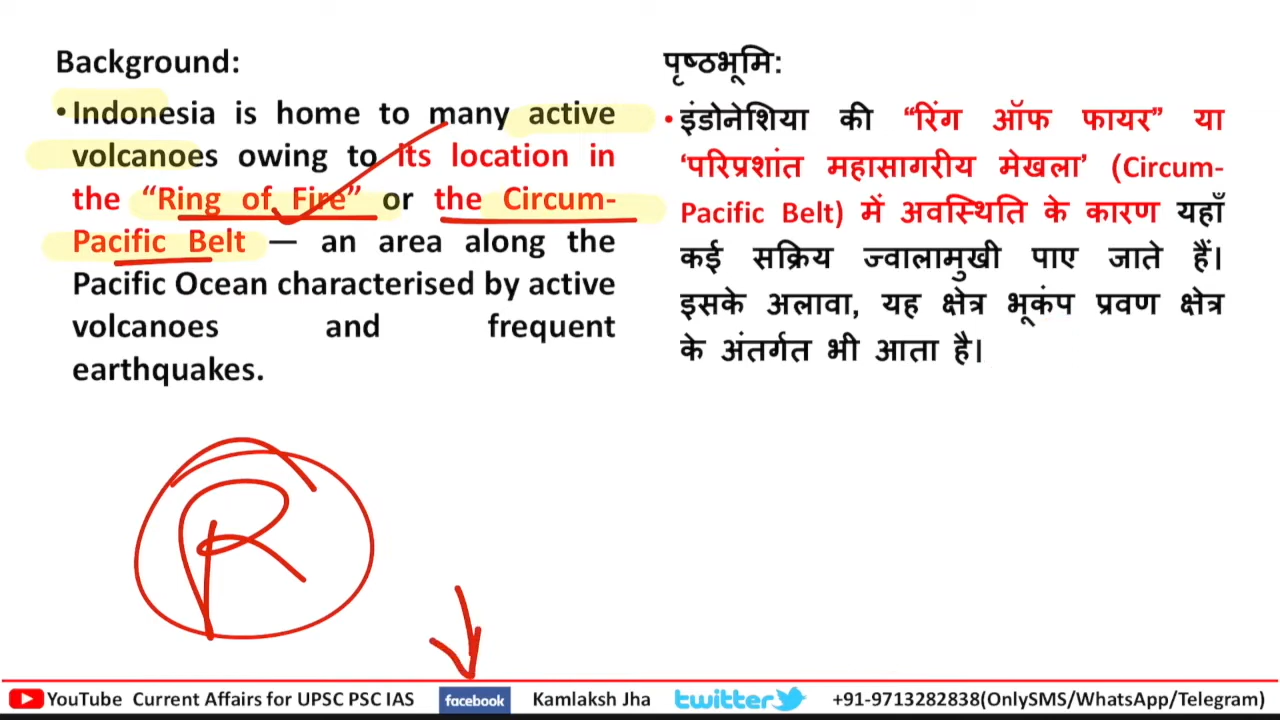 Background:
•Indonesia is home to many active
volcanoes owing to its location in
the “Ring of Fire” or the Circum-
Pacific Belt — an area along the
Pacific Ocean characterised by active
volcanoes and frequent
earthquakes.
पृष्ठभूमि:
• इंडोनेशिया की “रिंग ऑफ फायर” या
‘परिप्रशांत महासागरीय मेखला’ (Circum-
Pacific Belt) में अवस्थिति के कारण यहाँ
कई सक्रिय ज्वालामुखी पाए जाते हैं।
इसके अलावा, यह क्षेत्र भूकंप प्रवण क्षेत्र
के अंतर्गत भी आता है।
R
YouTube Current Affairs for UPSC PSC IAS facebook Kamlaksh Jha twitter +91-9713282838(OnlySMS/WhatsApp/Telegram)